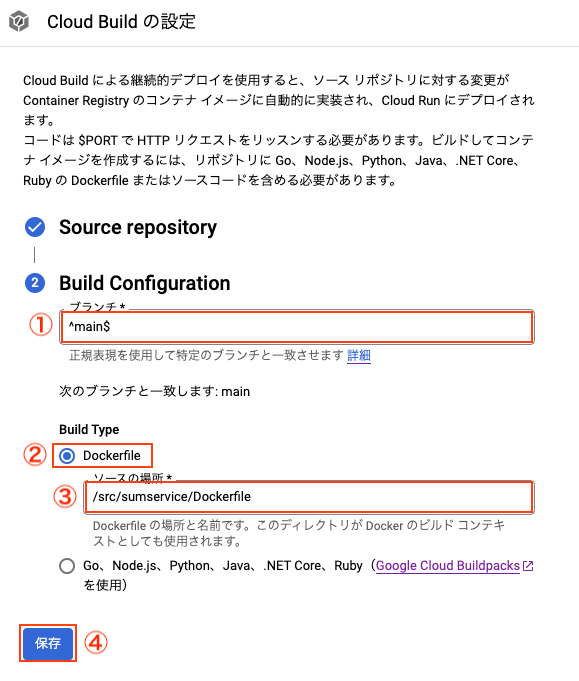 Cloud Build の設定
Cloud Build による継続的デプロイを使用すると、ソース リポジトリに対する変更が
Container Registry のコンテナ イメージに自動的に実装され、Cloud Run にデプロイされ
ます。
コードは $PORT で HTTP リクエストをリッスンする必要があります。ビルドしてコンテ
ナ イメージを作成するには、リポジトリに Go、Node.js、Python、Java、.NET Core、
Ruby の Dockerfile またはソースコードを含める必要があります。
Source repository
2 Build Configuration
ブランチ *
① ^main$
正規表現を使用して特定のブランチと一致させます 詳細
次のブランチと一致します: main
Build Type
② Dockerfile
ソースの場所 *
③ /src/sumservice/Dockerfile
Dockerfile の場所と名前です。このディレクトリが Docker のビルド コンテキ
ストとしても使用されます。
Go、Node.js、Python、Java、.NET Core、Ruby（Google Cloud Buildpacks
を使用）
保存 ④